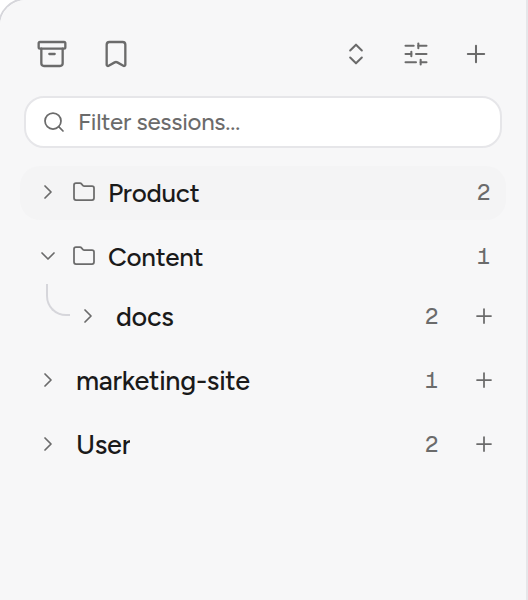 Filter sessions...
Product 2
Content 1
docs 2
marketing-site 1
User 2